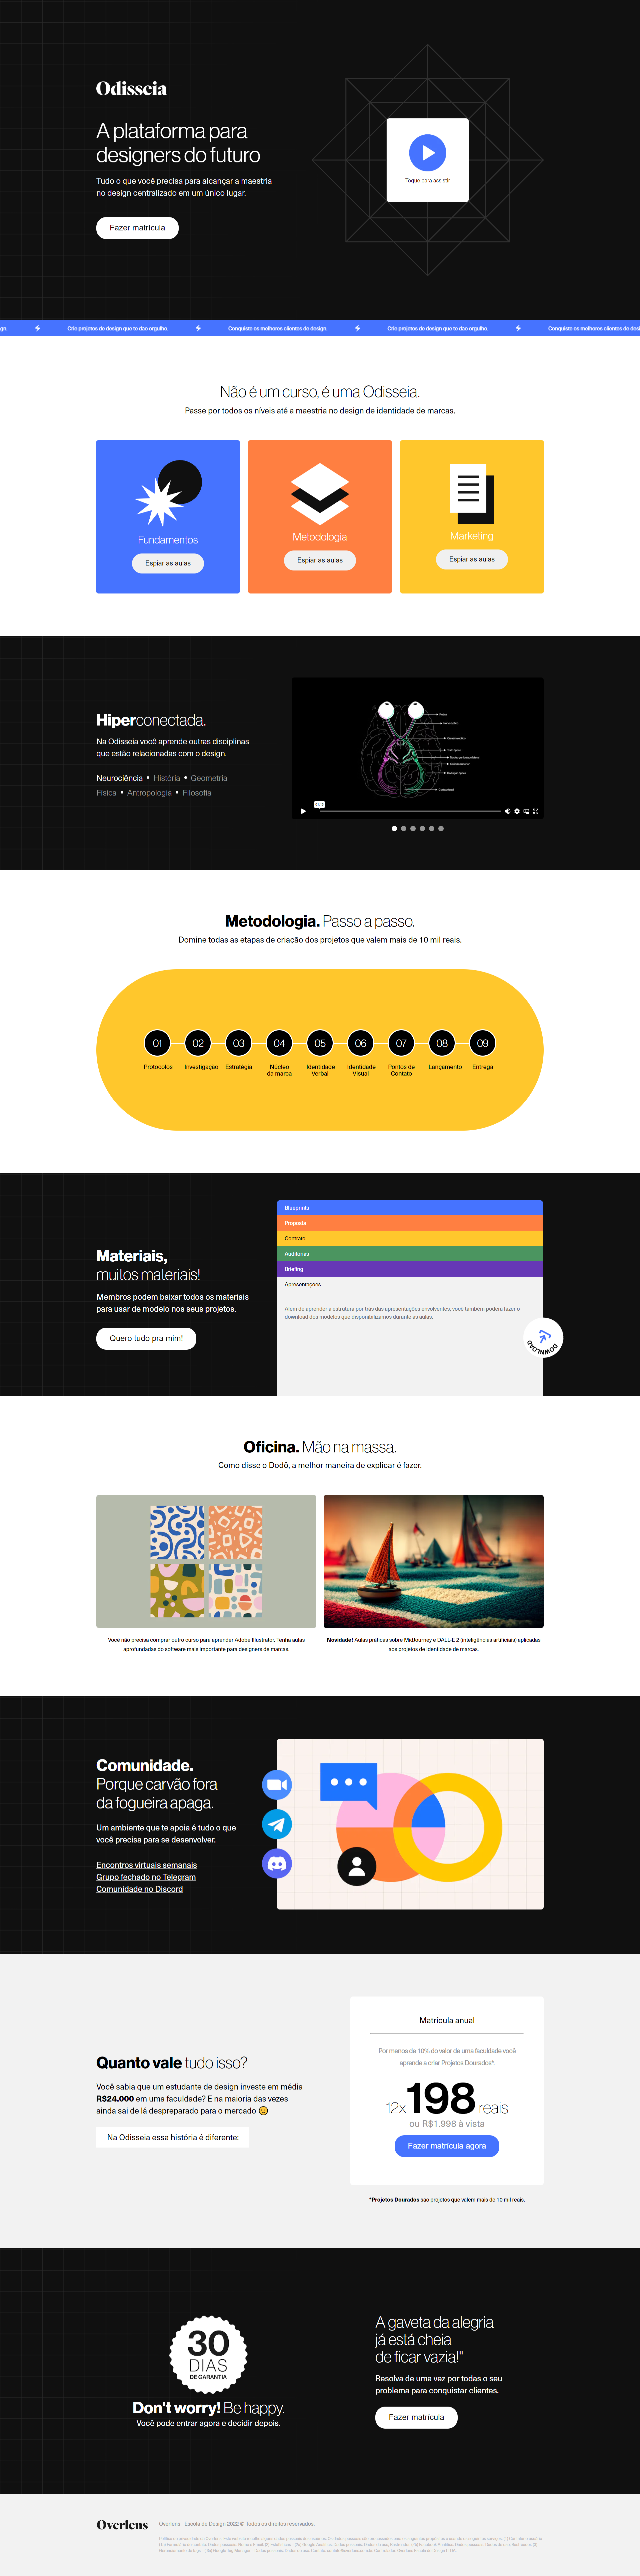 Odisseia
A plataforma para
designers do futuro
Tudo o que você precisa para alcançar a maestria
no design centralizado em um único lugar.
Fazer matrícula
Toque para assistir
gn. Crie projetos de design que te dão orgulho. Conquiste os melhores clientes de design. Crie projetos de design que te dão orgulho. Conquiste os melhores clientes de desi
Não é um curso, é uma Odisseia.
Passe por todos os níveis até a maestria no design de identidade de marcas.
Fundamentos
Espiar as aulas
Metodologia
Espiar as aulas
Marketing
Espiar as aulas
Hiperconectada.
Na Odisseia você aprende outras disciplinas
que estão relacionadas com o design.
Neurociência • História • Geometria
Física • Antropologia • Filosofia
Metodologia. Passo a passo.
Domine todas as etapas de criação dos projetos que valem mais de 10 mil reais.
01 02 03 04 05 06 07 08 09
Protocolos Investigação Estratégia Núcleo Identidade Identidade Pontos de Lançamento Entrega
da marca Verbal Visual Contato
Materiais,
muitos materiais!
Membros podem baixar todos os materiais
para usar de modelo nos seus projetos.
Quero tudo pra mim!
Blueprints
Proposta
Contrato
Auditorias
Briefing
Apresentações
Além de aprender a estrutura por trás das apresentações envolventes, você também poderá fazer o
download dos modelos que disponibilizamos durante as aulas.
DOWNLOAD
Oficina. Mão na massa.
Como disse o Dodô, a melhor maneira de explicar é fazer.
Você não precisa comprar outro curso para aprender Adobe Illustrator. Tenha aulas
aprofundadas do software mais importante para designers de marcas.
Novidade! Aulas práticas sobre MidJourney e DALL·E 2 (inteligências artificiais) aplicadas
aos projetos de identidade de marcas.
Comunidade.
Porque carvão fora
da fogueira apaga.
Um ambiente que te apoia é tudo o que
você precisa para se desenvolver.
Encontros virtuais semanais
Grupo fechado no Telegram
Comunidade no Discord
Quanto vale tudo isso?
Você sabia que um estudante de design investe em média
R$24.000 em uma faculdade? E na maioria das vezes
ainda sai de lá despreparado para o mercado 😐
Na Odisseia essa história é diferente:
Matrícula anual
Por menos de 10% do valor de uma faculdade você
aprende a criar Projetos Dourados*.
12x 198 reais
ou R$1.998 à vista
Fazer matrícula agora
*Projetos Dourados são projetos que valem mais de 10 mil reais.
30
DIAS
DE GARANTIA
Don't worry! Be happy.
Você pode entrar agora e decidir depois.
A gaveta da alegria
já está cheia
de ficar vazia!"
Resolva de uma vez por todas o seu
problema para conquistar clientes.
Fazer matrícula
Overlens
Overlens - Escola de Design 2022 © Todos os direitos reservados.